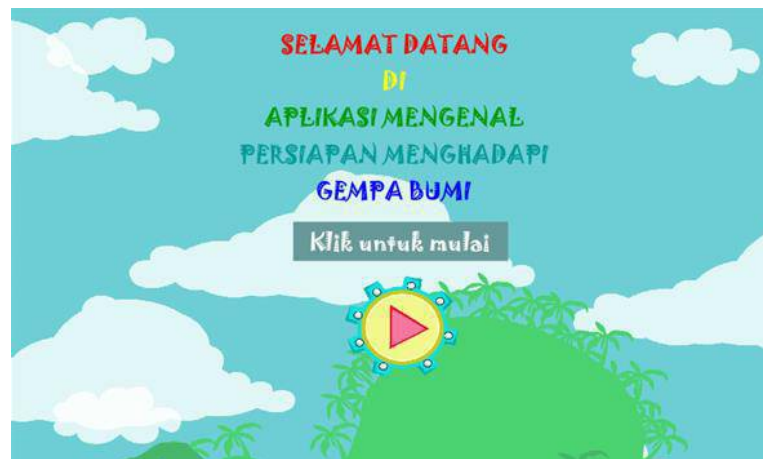 SELAMAT DATANG
DI
APLIKASI MENGENAL
PERSIAPAN MENGHADAPI
GEMPA BUMI
Klik untuk mulai